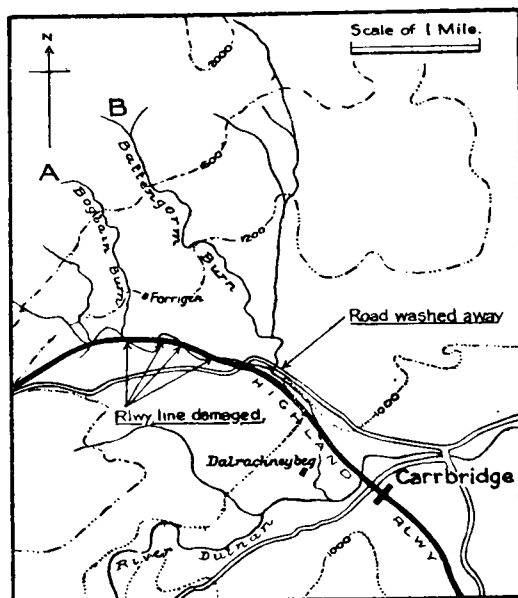 N
Scale of 1 Mile.
2000
B
1600
A
Battengorm Burn
Bogbain Burn
1200
Forrigen
Road washed away
Rlwy line damaged
1000
HIGHLAND RLWY
Dalrachneybeg
Carrbridge
River Dulnan
1000